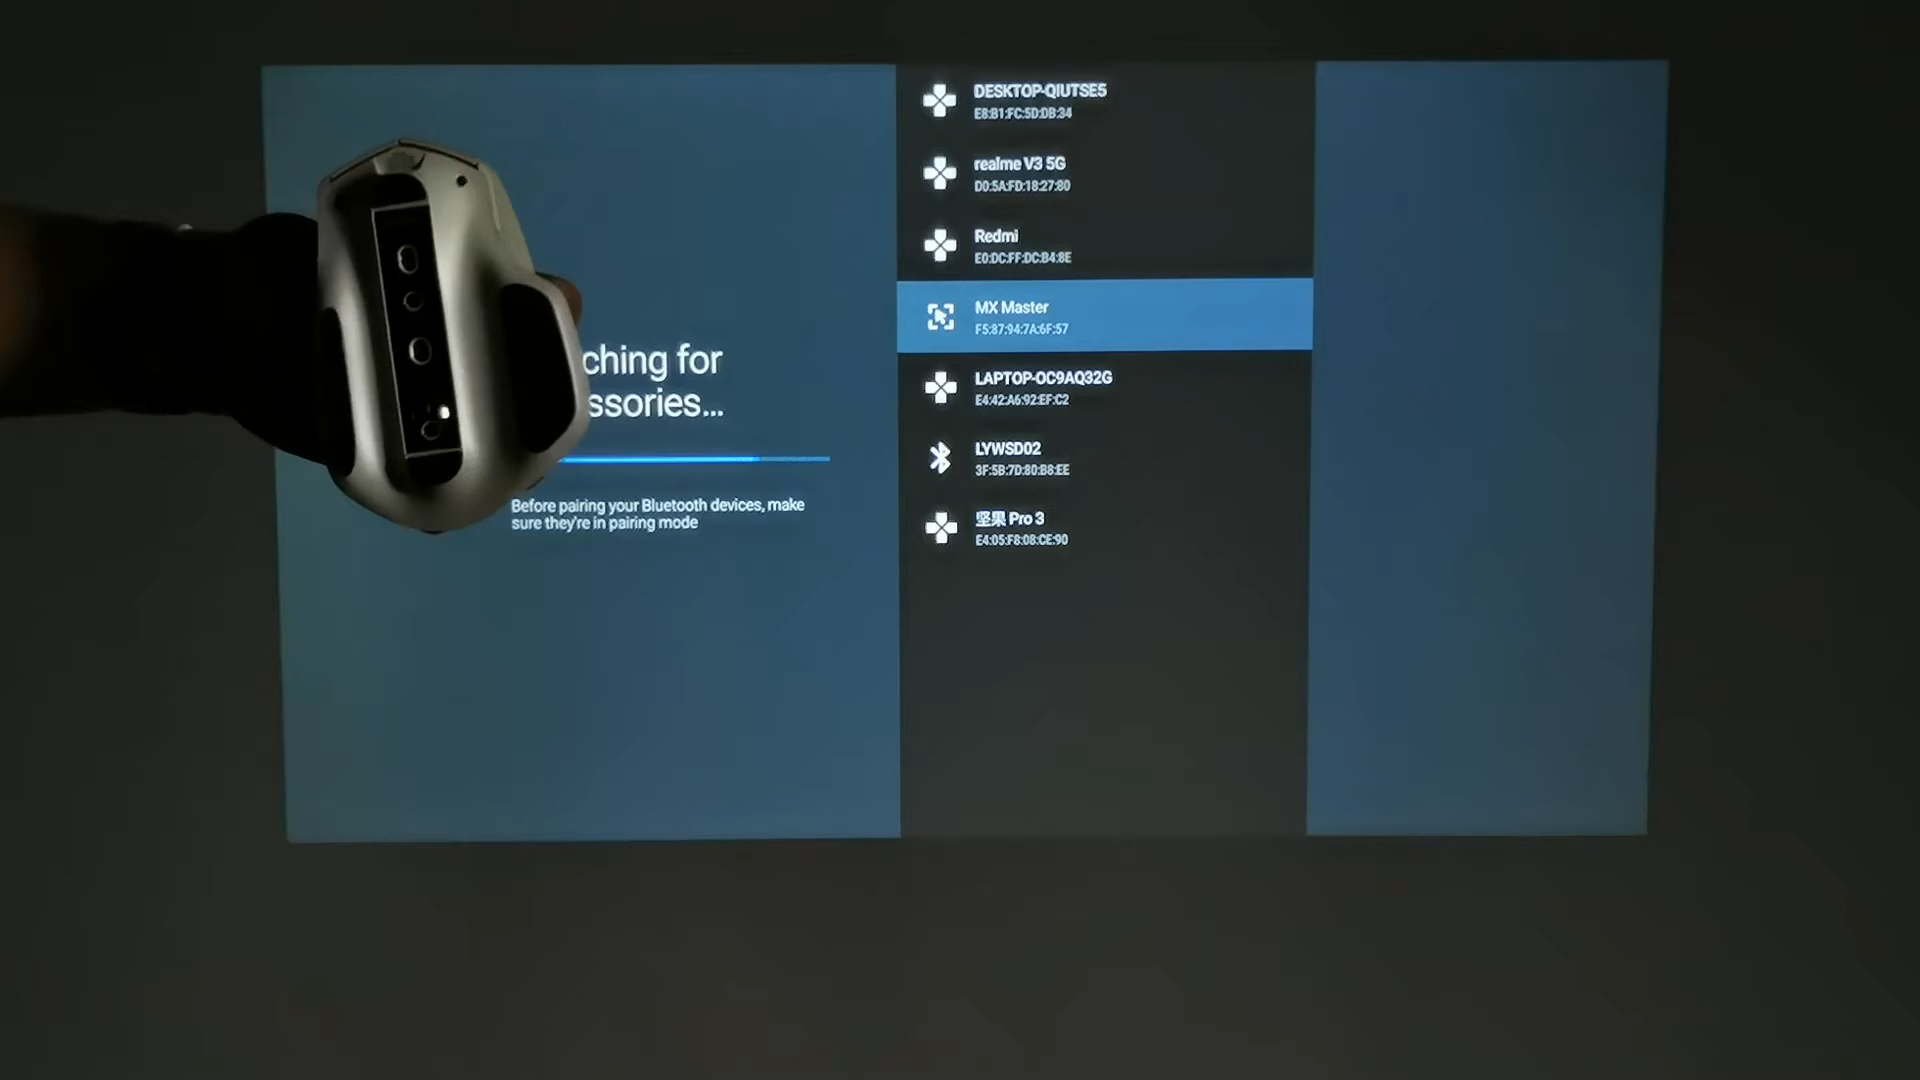 ching for
ssories...
Before pairing your Bluetooth devices, make
sure they're in pairing mode
DESKTOP-QIUTSE5
E8:B1:FC:5D:DB:34
realme V3 5G
D0:5A:FD:18:27:80
Redmi
E0:DC:FF:DC:B4:8E
MX Master
F5:87:94:7A:6F:57
LAPTOP-OC9AQ32G
E4:42:A6:92:EF:C2
LYWSD02
3F:5B:7D:80:B8:EE
坚果 Pro 3
E4:05:F8:08:CE:90